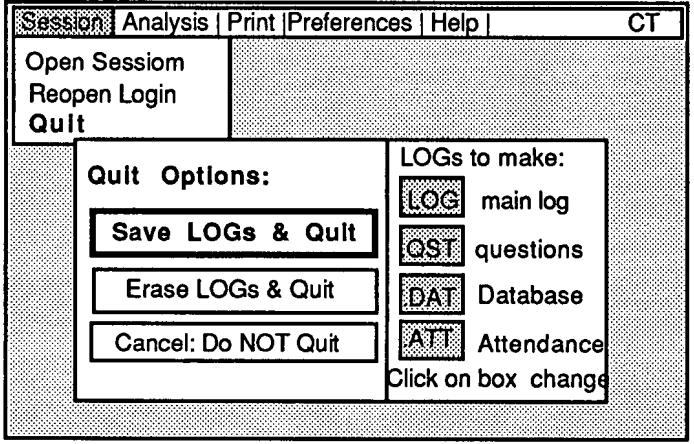 Session | Analysis | Print | Preferences | Help | CT
Open Sessiom
Reopen Login
Quit
Quit Options:
Save LOGs & Quit
Erase LOGs & Quit
Cancel: Do NOT Quit
LOGs to make:
LOG main log
QST questions
DAT Database
ATT Attendance
Click on box change